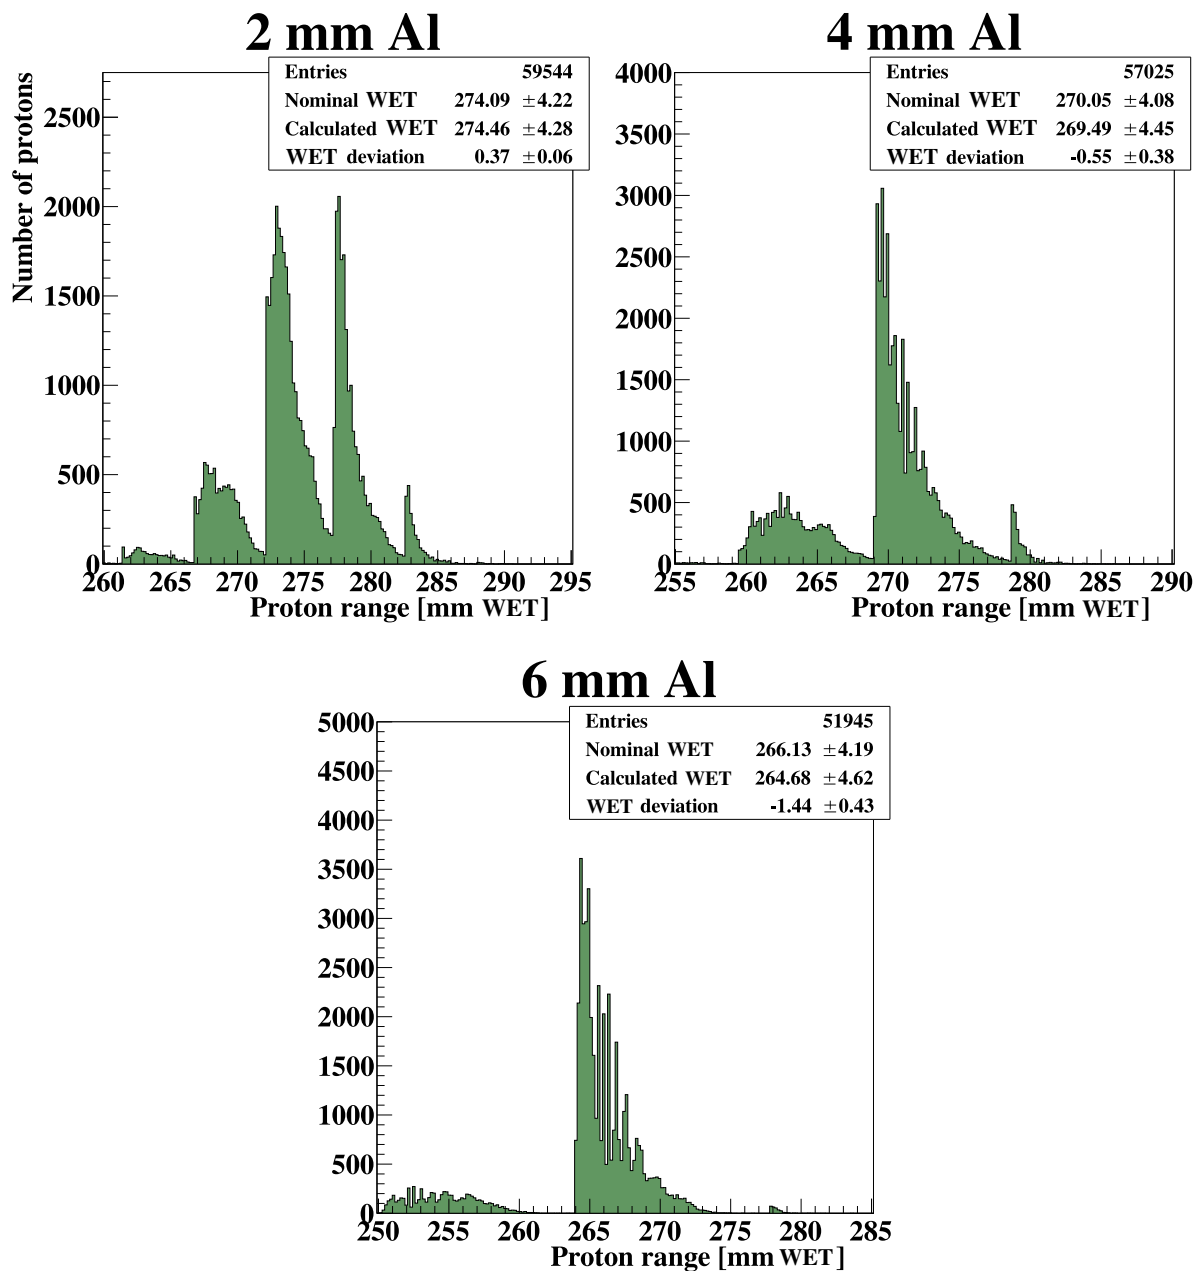 2 mm Al
Entries 59544
Nominal WET 274.09 ±4.22
Calculated WET 274.46 ±4.28
WET deviation 0.37 ±0.06
Number of protons
2500
2000
1500
1000
500
0
260 265 270 275 280 285 290 295
Proton range [mm WET]
4 mm Al
Entries 57025
Nominal WET 270.05 ±4.08
Calculated WET 269.49 ±4.45
WET deviation -0.55 ±0.38
4000
3500
3000
2500
2000
1500
1000
500
0
255 260 265 270 275 280 285 290
Proton range [mm WET]
6 mm Al
Entries 51945
Nominal WET 266.13 ±4.19
Calculated WET 264.68 ±4.62
WET deviation -1.44 ±0.43
5000
4500
4000
3500
3000
2500
2000
1500
1000
500
0
250 255 260 265 270 275 280 285
Proton range [mm WET]